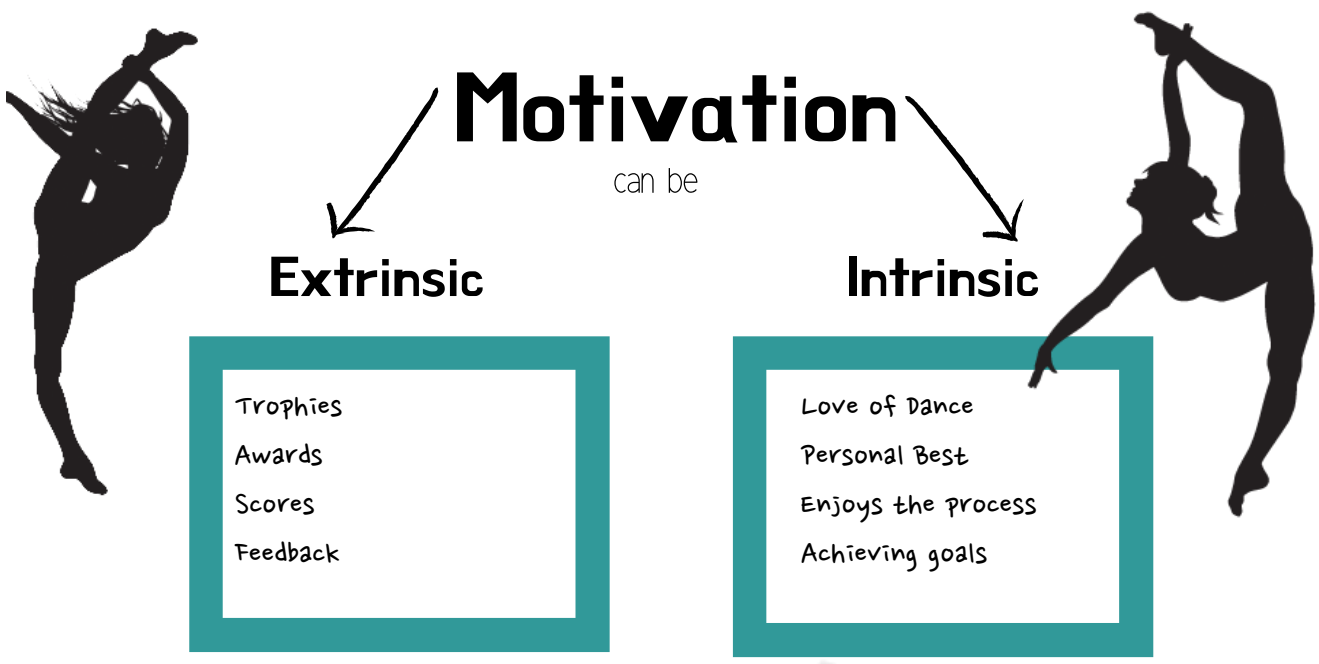 Motivation
can be
Extrinsic
Trophies
Awards
Scores
Feedback
Intrinsic
Love of Dance
Personal Best
Enjoys the process
Achieving goals